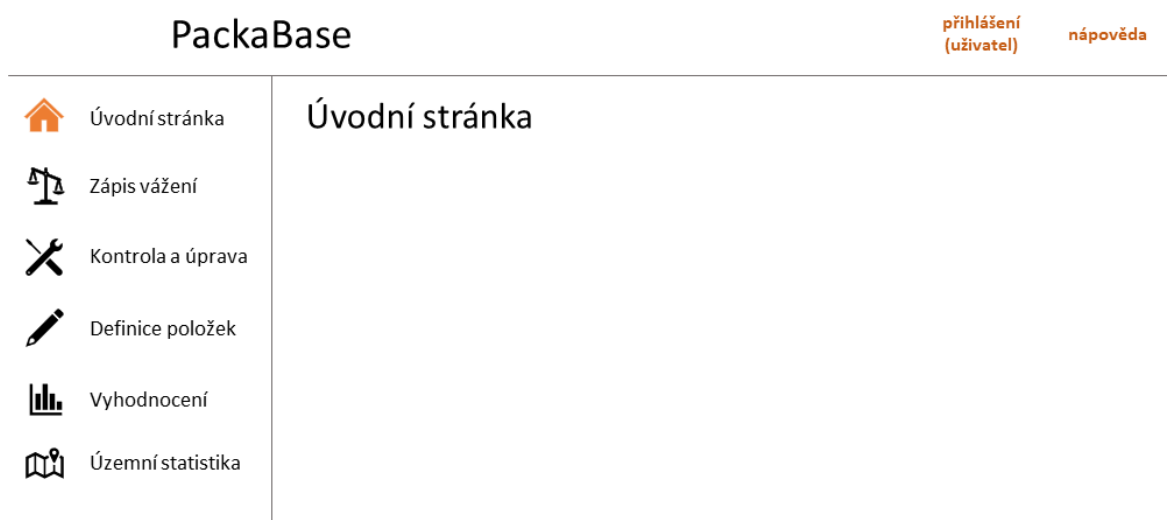 PackaBase
přihlášení
(uživatel)
nápověda
Úvodní stránka
Zápis vážení
Kontrola a úprava
Definice položek
Vyhodnocení
Územní statistika
Úvodní stránka